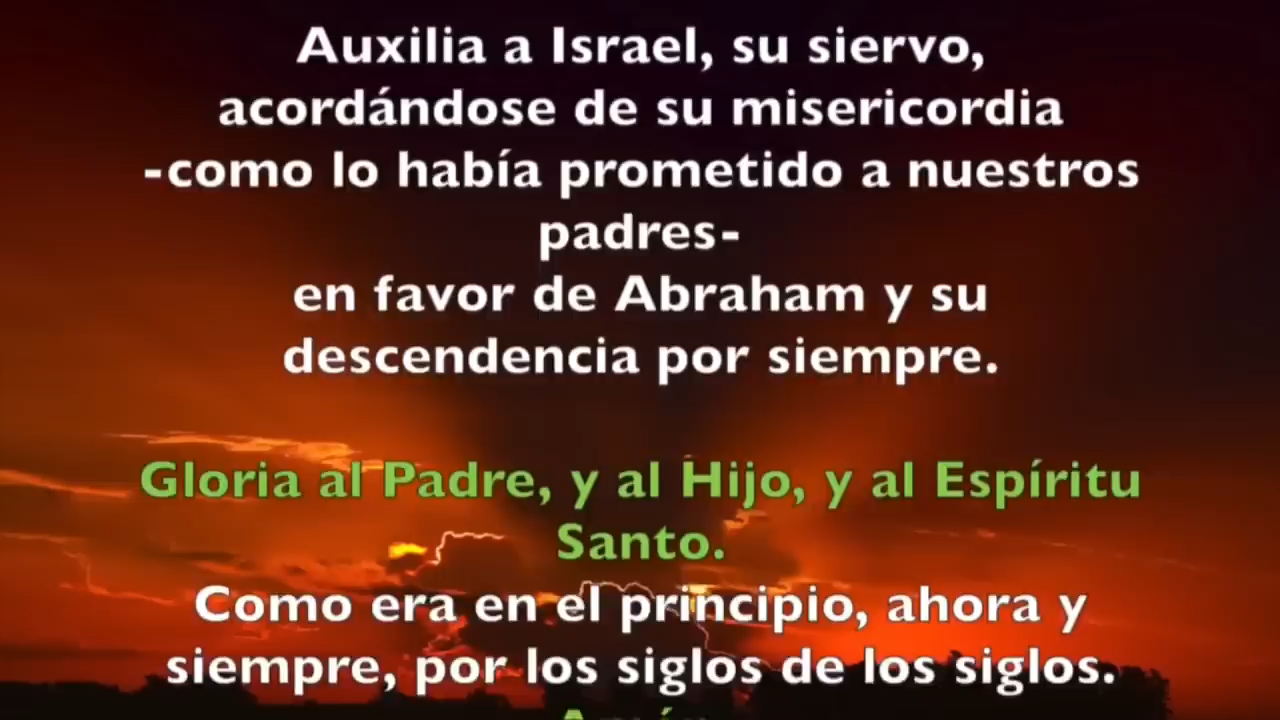 Auxilia a Israel, su siervo,
acordándose de su misericordia
-como lo había prometido a nuestros
padres-
en favor de Abraham y su
descendencia por siempre.
Gloria al Padre, y al Hijo, y al Espíritu
Santo.
Como era en el principio, ahora y
siempre, por los siglos de los siglos.